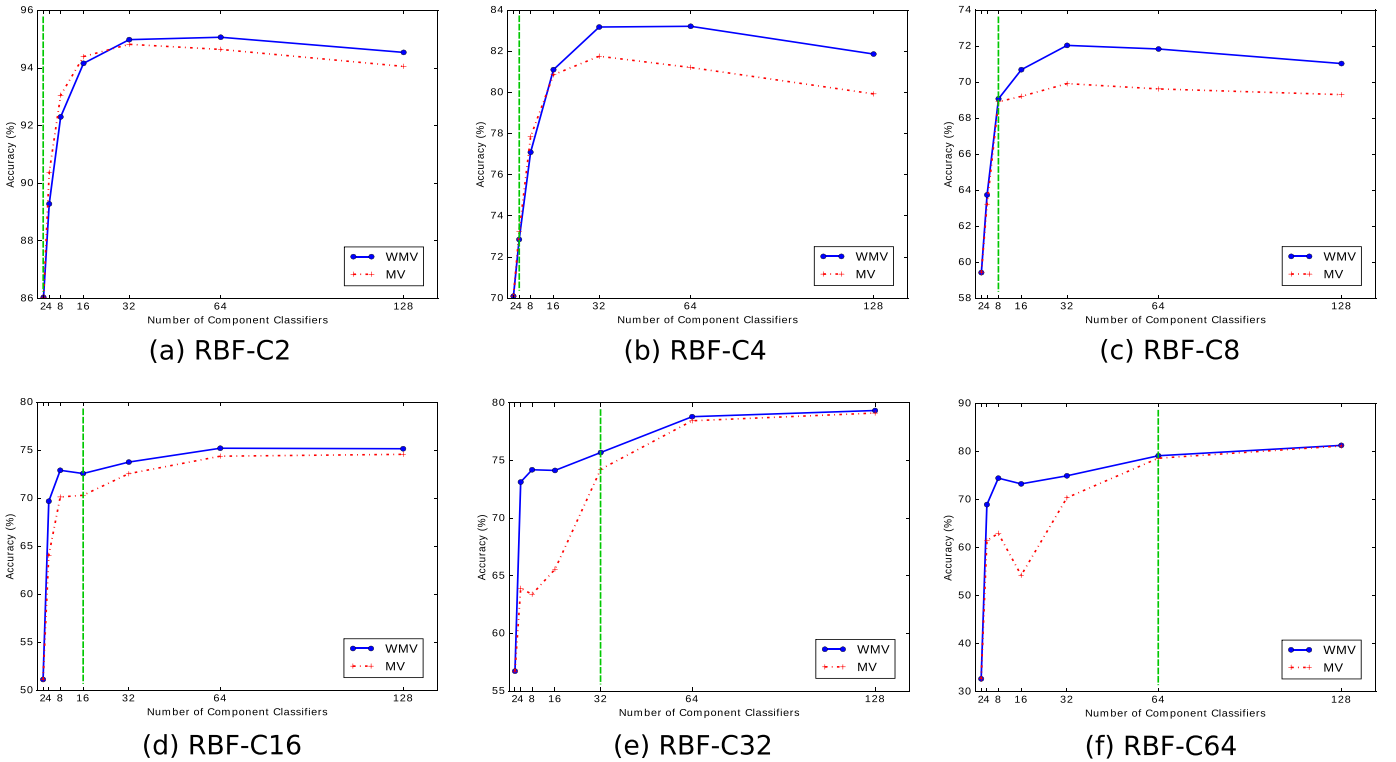 96
94
92
90
88
86
Accuracy (%)
2 4 8 16 32 64 128
Number of Component Classifiers
WMV
MV
(a) RBF-C2
84
82
80
78
76
74
72
70
Accuracy (%)
2 4 8 16 32 64 128
Number of Component Classifiers
WMV
MV
(b) RBF-C4
74
72
70
68
66
64
62
60
58
Accuracy (%)
2 4 8 16 32 64 128
Number of Component Classifiers
WMV
MV
(c) RBF-C8
80
75
70
65
60
55
50
Accuracy (%)
2 4 8 16 32 64 128
Number of Component Classifiers
WMV
MV
(d) RBF-C16
80
75
70
65
60
55
Accuracy (%)
2 4 8 16 32 64 128
Number of Component Classifiers
WMV
MV
(e) RBF-C32
90
80
70
60
50
40
30
Accuracy (%)
2 4 8 16 32 64 128
Number of Component Classifiers
WMV
MV
(f) RBF-C64